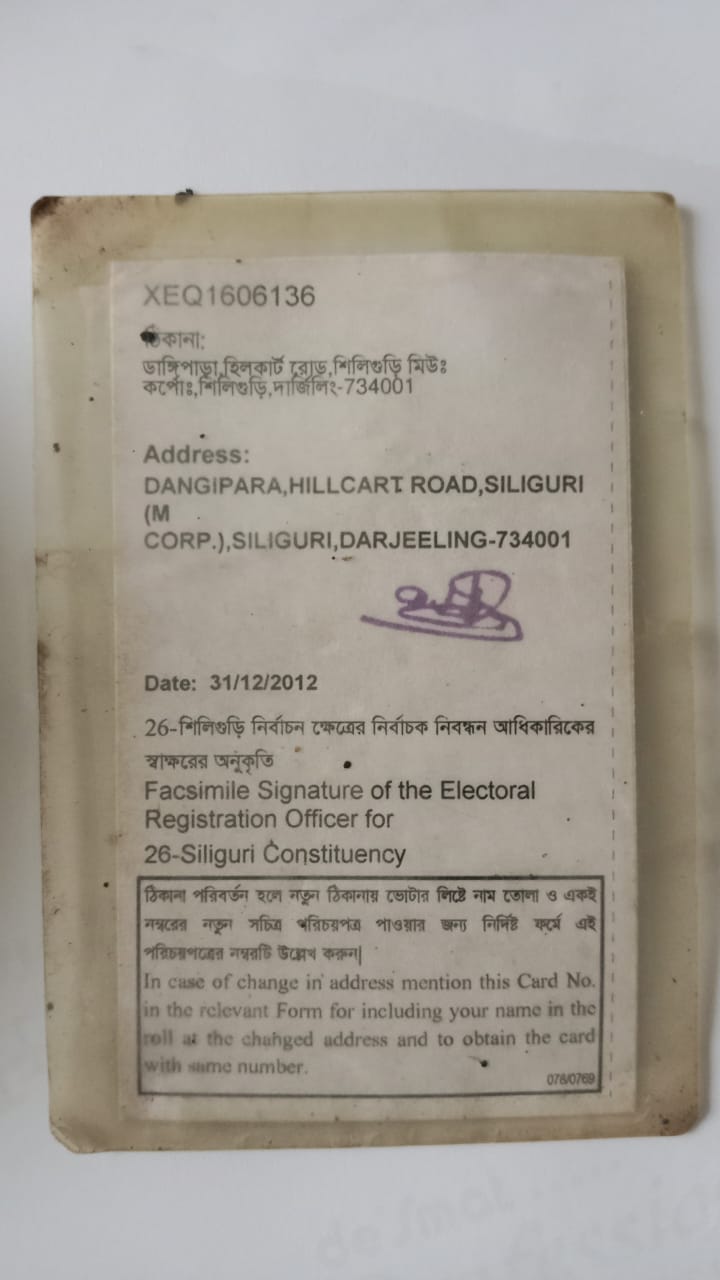 XEQ1606136
ঠিকানা:
ডাঙ্গিপাড়া,হিলকার্ট রোড,শিলিগুড়ি মিউঃ
কর্পোঃ,শিলিগুড়ি,দার্জিলিং-734001
Address:
DANGIPARA,HILLCART ROAD,SILIGURI
(M
CORP.),SILIGURI,DARJEELING-734001
Date: 31/12/2012
26-শিলিগুড়ি নির্বাচন ক্ষেত্রের নির্বাচক নিবন্ধন আধিকারিকের
স্বাক্ষরের অনুকৃতি
Facsimile Signature of the Electoral
Registration Officer for
26-Siliguri Constituency
ঠিকানা পরিবর্তন হলে নতুন ঠিকানায় ভোটার লিষ্টে নাম তোলা ও একই
নম্বরের নতুন সচিত্র পরিচয়পত্র পাওয়ার জন্য নির্দিষ্ট ফর্মে এই
পরিচয়পত্রের নম্বরটি উল্লেখ করুন|
In case of change in address mention this Card No.
in the relevant Form for including your name in the
roll at the changed address and to obtain the card
with same number.
076/0769